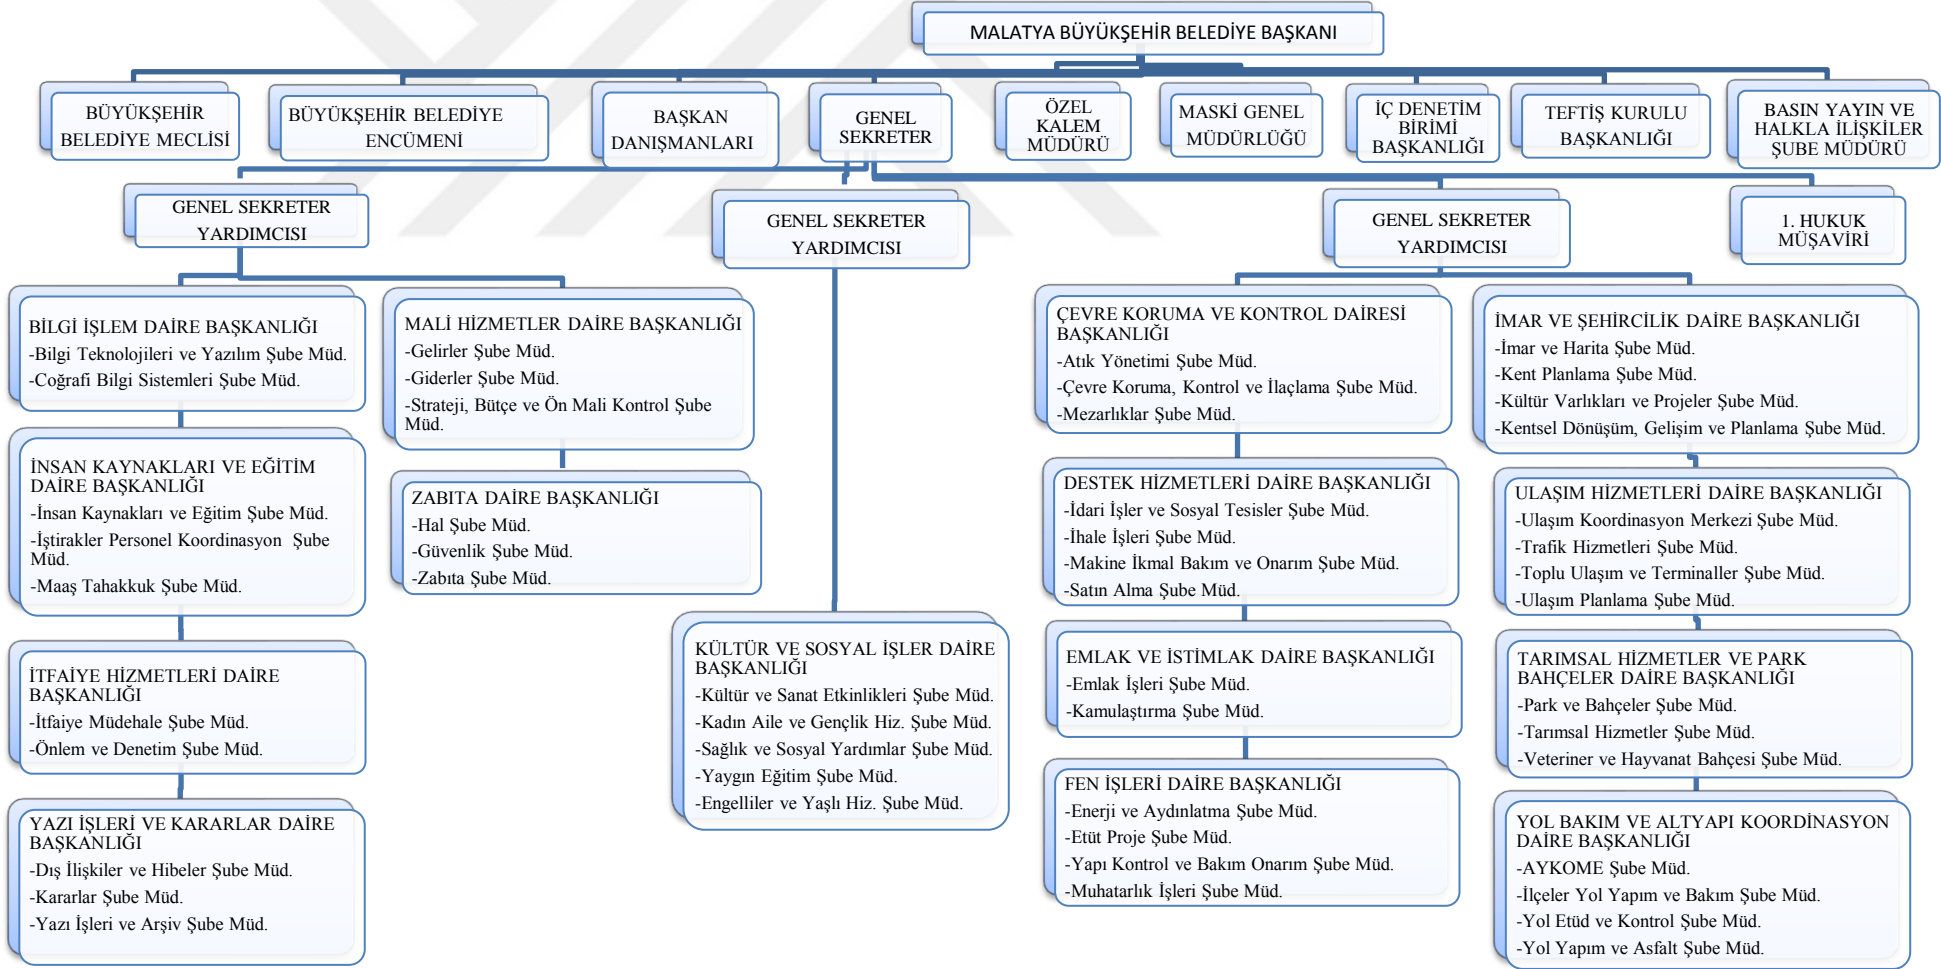 MALATYA BÜYÜKŞEHİR BELEDİYE BAŞKANI
BÜYÜKŞEHİR
BELEDİYE MECLİSİ
BÜYÜKŞEHİR BELEDİYE
ENCÜMENİ
BAŞKAN
DANIŞMANLARI
GENEL
SEKRETER
ÖZEL
KALEM
MÜDÜRÜ
MASKİ GENEL
MÜDÜRLÜĞÜ
İÇ DENETİM
BİRİMİ
BAŞKANLIĞI
TEFTİŞ KURULU
BAŞKANLIĞI
BASIN YAYIN VE
HALKLA İLİŞKİLER
ŞUBE MÜDÜRÜ
GENEL SEKRETER
YARDIMCISI
GENEL SEKRETER
YARDIMCISI
GENEL SEKRETER
YARDIMCISI
1. HUKUK
MÜŞAVİRİ
BİLGİ İŞLEM DAİRE BAŞKANLIĞI
-Bilgi Teknolojileri ve Yazılım Şube Müd.
-Coğrafi Bilgi Sistemleri Şube Müd.
İNSAN KAYNAKLARI VE EĞİTİM
DAİRE BAŞKANLIĞI
-İnsan Kaynakları ve Eğitim Şube Müd.
-İştirakler Personel Koordinasyon Şube
Müd.
-Maaş Tahakkuk Şube Müd.
İTFAİYE HİZMETLERİ DAİRE
BAŞKANLIĞI
-İtfaiye Müdehale Şube Müd.
-Önlem ve Denetim Şube Müd.
YAZI İŞLERİ VE KARARLAR DAİRE
BAŞKANLIĞI
-Dış İlişkiler ve Hibeler Şube Müd.
-Kararlar Şube Müd.
-Yazı İşleri ve Arşiv Şube Müd.
MALİ HİZMETLER DAİRE BAŞKANLIĞI
-Gelirler Şube Müd.
-Giderler Şube Müd.
-Strateji, Bütçe ve Ön Mali Kontrol Şube
Müd.
ZABITA DAİRE BAŞKANLIĞI
-Hal Şube Müd.
-Güvenlik Şube Müd.
-Zabıta Şube Müd.
KÜLTÜR VE SOSYAL İŞLER DAİRE
BAŞKANLIĞI
-Kültür ve Sanat Etkinlikleri Şube Müd.
-Kadın Aile ve Gençlik Hiz. Şube Müd.
-Sağlık ve Sosyal Yardımlar Şube Müd.
-Yaygın Eğitim Şube Müd.
-Engelliler ve Yaşlı Hiz. Şube Müd.
ÇEVRE KORUMA VE KONTROL DAİRESİ
BAŞKANLIĞI
-Atık Yönetimi Şube Müd.
-Çevre Koruma, Kontrol ve İlaçlama Şube Müd.
-Mezarlıklar Şube Müd.
DESTEK HİZMETLERİ DAİRE BAŞKANLIĞI
-İdari İşler ve Sosyal Tesisler Şube Müd.
-İhale İşleri Şube Müd.
-Makine İkmal Bakım ve Onarım Şube Müd.
-Satın Alma Şube Müd.
EMLAK VE İSTİMLAK DAİRE BAŞKANLIĞI
-Emlak İşleri Şube Müd.
-Kamulaştırma Şube Müd.
FEN İŞLERİ DAİRE BAŞKANLIĞI
-Enerji ve Aydınlatma Şube Müd.
-Etüt Proje Şube Müd.
-Yapı Kontrol ve Bakım Onarım Şube Müd.
-Muhatarlık İşleri Şube Müd.
İMAR VE ŞEHİRCİLİK DAİRE BAŞKANLIĞI
-İmar ve Harita Şube Müd.
-Kent Planlama Şube Müd.
-Kültür Varlıkları ve Projeler Şube Müd.
-Kentsel Dönüşüm, Gelişim ve Planlama Şube Müd.
ULAŞIM HİZMETLERİ DAİRE BAŞKANLIĞI
-Ulaşım Koordinasyon Merkezi Şube Müd.
-Trafik Hizmetleri Şube Müd.
-Toplu Ulaşım ve Terminaller Şube Müd.
-Ulaşım Planlama Şube Müd.
TARIMSAL HİZMETLER VE PARK
BAHÇELER DAİRE BAŞKANLIĞI
-Park ve Bahçeler Şube Müd.
-Tarımsal Hizmetler Şube Müd.
-Veteriner ve Hayvanat Bahçesi Şube Müd.
YOL BAKIM VE ALTYAPI KOORDİNASYON
DAİRE BAŞKANLIĞI
-AYKOME Şube Müd.
-İlçeler Yol Yapım ve Bakım Şube Müd.
-Yol Etüd ve Kontrol Şube Müd.
-Yol Yapım ve Asfalt Şube Müd.